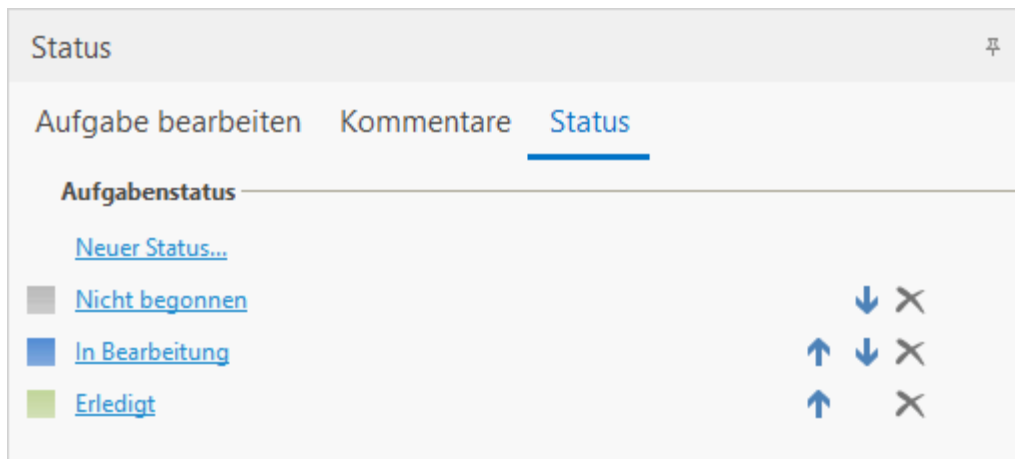 Status
Aufgabe bearbeiten Kommentare Status
Aufgabenstatus
Neuer Status...
Nicht begonnen
In Bearbeitung
Erledigt